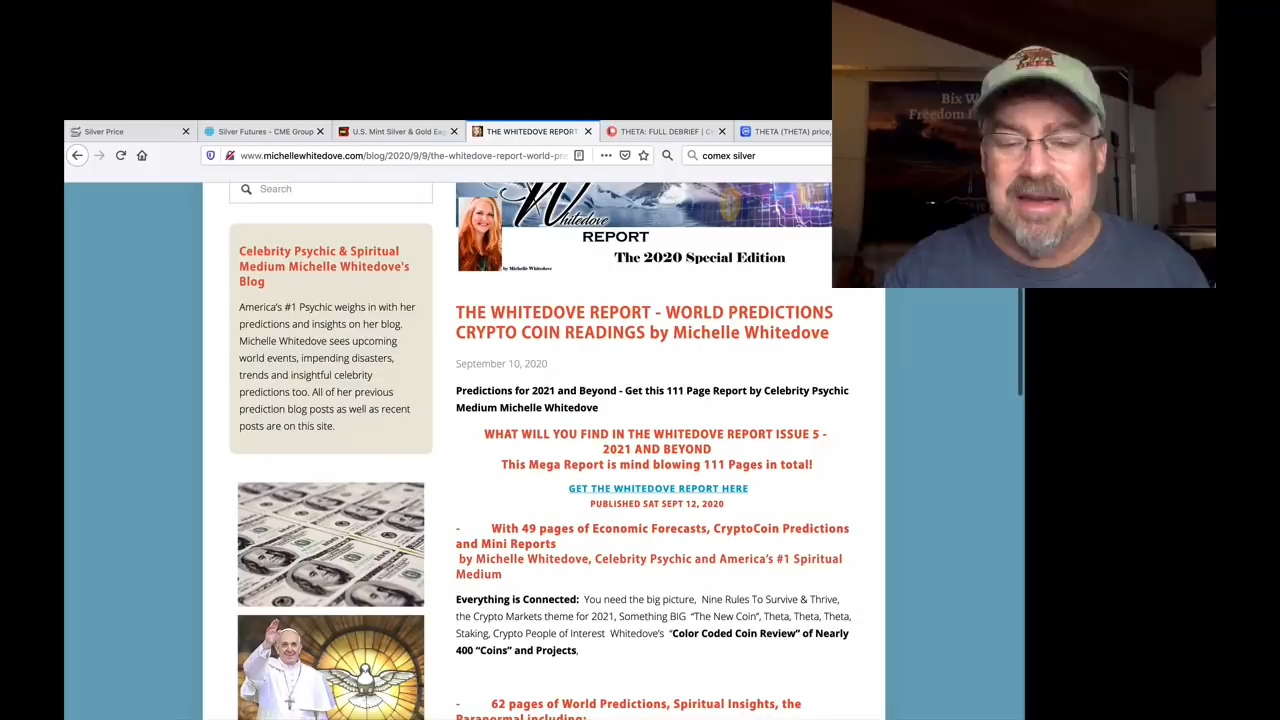 BEER
Bix W
Freedom
Silver Price
Silver Futures - CME Group
U.S. Mint Silver & Gold Eag
THE WHITEDOVE REPORT
THETA: FULL DEBRIEF | C
THETA (THETA) price,
www.michellewhitedove.com/blog/2020/9/9/the-whitedove-report-world-pre
comex silver
Search
Whitedove
REPORT
The 2020 Special Edition
by Michelle Whitedove
Celebrity Psychic & Spiritual
Medium Michelle Whitedove's
Blog
America's #1 Psychic weighs in with her
predictions and insights on her blog.
Michelle Whitedove sees upcoming
world events, impending disasters,
trends and insightful celebrity
predictions too. All of her previous
prediction blog posts as well as recent
posts are on this site.
THE WHITEDOVE REPORT - WORLD PREDICTIONS
CRYPTO COIN READINGS by Michelle Whitedove
September 10, 2020
Predictions for 2021 and Beyond - Get this 111 Page Report by Celebrity Psychic
Medium Michelle Whitedove
WHAT WILL YOU FIND IN THE WHITEDOVE REPORT ISSUE 5 -
2021 AND BEYOND
This Mega Report is mind blowing 111 Pages in total!
GET THE WHITEDOVE REPORT HERE
PUBLISHED SAT SEPT 12, 2020
- With 49 pages of Economic Forecasts, CryptoCoin Predictions
and Mini Reports
by Michelle Whitedove, Celebrity Psychic and America's #1 Spiritual
Medium
Everything is Connected: You need the big picture, Nine Rules To Survive & Thrive,
the Crypto Markets theme for 2021, Something BIG "The New Coin", Theta, Theta, Theta,
Staking, Crypto People of Interest Whitedove's "Color Coded Coin Review" of Nearly
400 "Coins" and Projects,
- 62 pages of World Predictions, Spiritual Insights, the
Paranormal including: